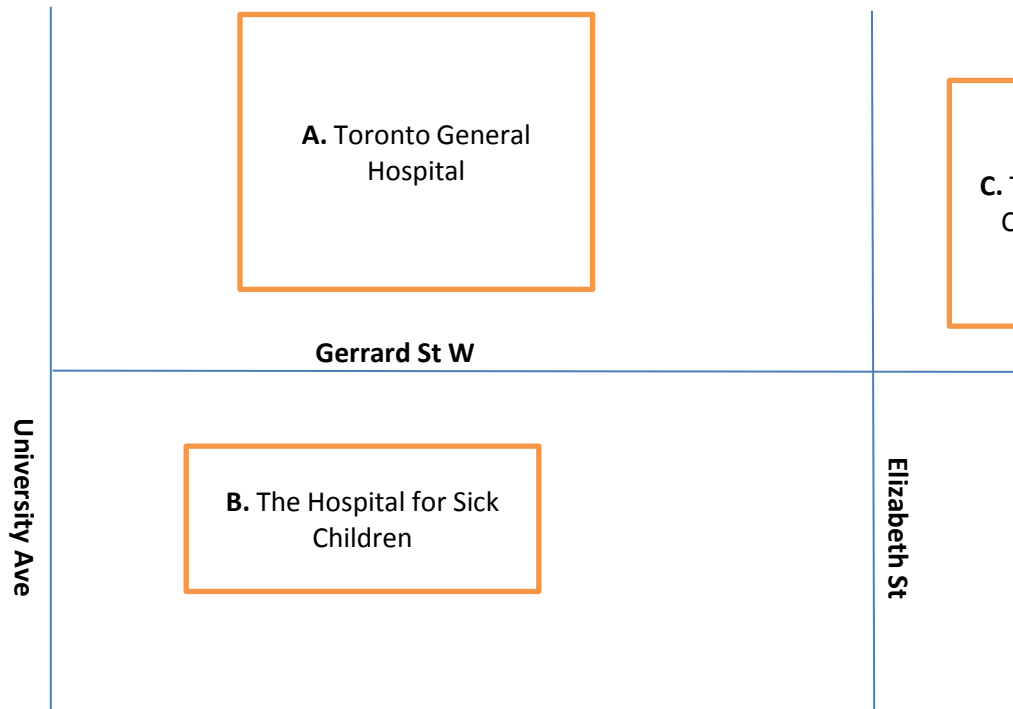 A. Toronto General
Hospital
C.
Gerrard St W
University Ave
B. The Hospital for Sick
Children
Elizabeth St